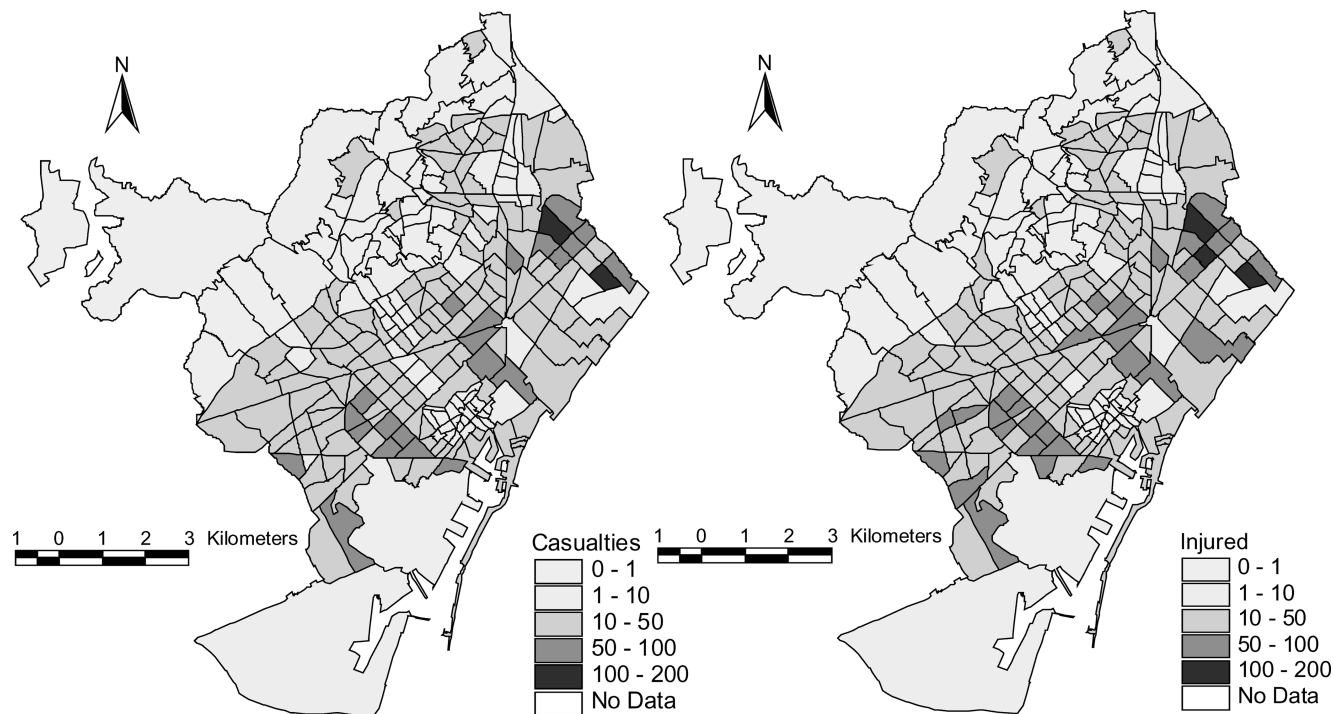 N
1 0 1 2 3 Kilometers
Casualties
0 - 1
1 - 10
10 - 50
50 - 100
100 - 200
No Data
N
1 0 1 2 3 Kilometers
Injured
0 - 1
1 - 10
10 - 50
50 - 100
100 - 200
No Data